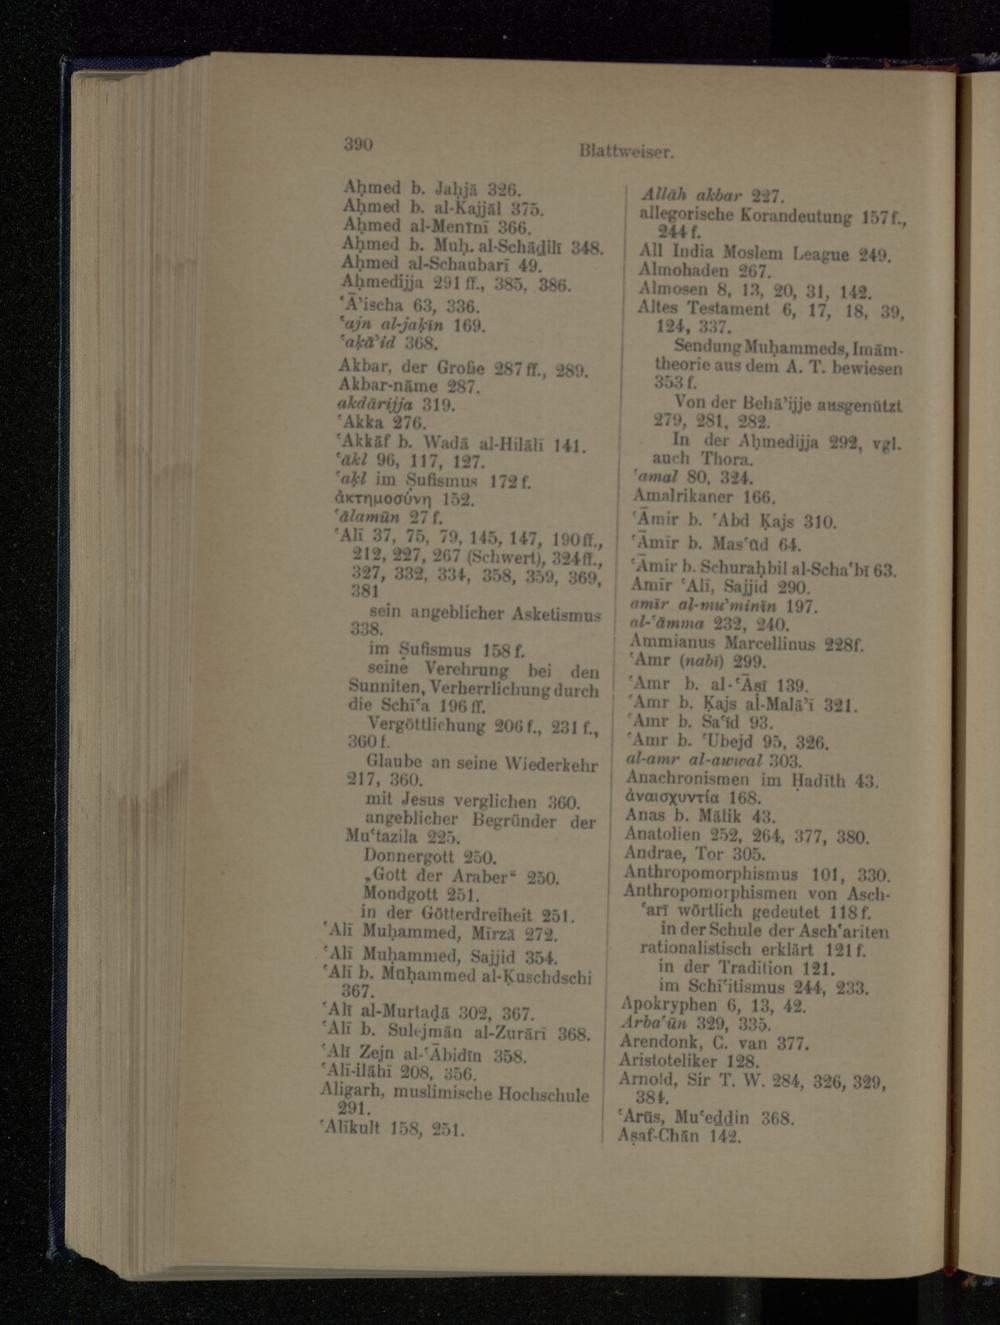 390
Blattweiser.
Aḥmed b. Jaḥjā 326.
Aḥmed b. al-Kajjāl 375.
Aḥmed al-Menīnī 366.
Aḥmed b. Muḥ. al-Schādilī 348.
Aḥmed al-Schaubarī 49.
Aḥmedijja 291 ff., 385, 386.
ʿĀʾischa 63, 336.
ʿajn al-jaḳīn 169.
ʿaḳāʾid 368.
Akbar, der Große 287 ff., 289.
Akbar-nāme 287.
akdārijja 319.
ʿAkka 276.
ʿAkkāf b. Wadā al-Hilālī 141.
ʿāḳl 96, 117, 127.
ʿaḳl im Ṣufismus 172 f.
ἀκτημοσύνη 152.
ʿālamūn 27 f.
ʿAlī 37, 75, 79, 145, 147, 190 ff.,
212, 227, 267 (Schwert), 324 ff.,
327, 332, 334, 358, 359, 369,
381
sein angeblicher Asketismus
338.
im Ṣufismus 158 f.
seine Verehrung bei den
Sunniten, Verherrlichung durch
die Schīʿa 196 ff.
Vergöttlichung 206 f., 231 f.,
360 f.
Glaube an seine Wiederkehr
217, 360.
mit Jesus verglichen 360.
angeblicher Begründer der
Muʿtazila 225.
Donnergott 250.
„Gott der Araber“ 250.
Mondgott 251.
in der Götterdreiheit 251.
ʿAlī Muḥammed, Mīrzā 272.
ʿAlī Muḥammed, Sajjid 354.
ʿAlī b. Muḥammed al-Ḳuschdschi
367.
ʿAlī al-Murtaḍā 302, 367.
ʿAlī b. Sulejmān al-Zurārī 368.
ʿAlī Zejn al-ʿĀbidīn 358.
ʿAlī-ilāhī 208, 356.
Aligarh, muslimische Hochschule
291.
ʿAlīkult 158, 251.
Allāh akbar 227.
allegorische Korandeutung 157 f.,
244 f.
All India Moslem League 249.
Almohaden 267.
Almosen 8, 13, 20, 31, 142.
Altes Testament 6, 17, 18, 39,
124, 337.
Sendung Muḥammeds, Imām-
theorie aus dem A. T. bewiesen
353 f.
Von der Behāʾijje ausgenützt
279, 281, 282.
In der Aḥmedijja 292, vgl.
auch Thora.
ʿamal 80, 324.
Amalrikaner 166.
ʿĀmir b. ʿAbd Ḳajs 310.
ʿĀmir b. Masʿūd 64.
ʿĀmir b. Schuraḥbil al-Schaʿbī 63.
Amīr ʿAlī, Sajjid 290.
amīr al-muʾminīn 197.
al-ʿāmma 232, 240.
Ammianus Marcellinus 228f.
ʿAmr (nabī) 299.
ʿAmr b. al-ʿĀṣī 139.
ʿAmr b. Ḳajs al-Malāʾī 321.
ʿAmr b. Saʿīd 93.
ʿAmr b. ʿUbejd 95, 326.
al-amr al-awwal 303.
Anachronismen im Ḥadīth 43.
ἀναισχυντία 168.
Anas b. Mālik 43.
Anatolien 252, 264, 377, 380.
Andrae, Tor 305.
Anthropomorphismus 101, 330.
Anthropomorphismen von Asch-
ʿarī wörtlich gedeutet 118 f.
in der Schule der Aschʿariten
rationalistisch erklärt 121 f.
in der Tradition 121.
im Schīʿitismus 244, 233.
Apokryphen 6, 13, 42.
Arbaʿūn 329, 335.
Arendonk, C. van 377.
Aristoteliker 128.
Arnold, Sir T. W. 284, 326, 329,
384.
ʿArūs, Muʿeddin 368.
Aṣaf-Chān 142.